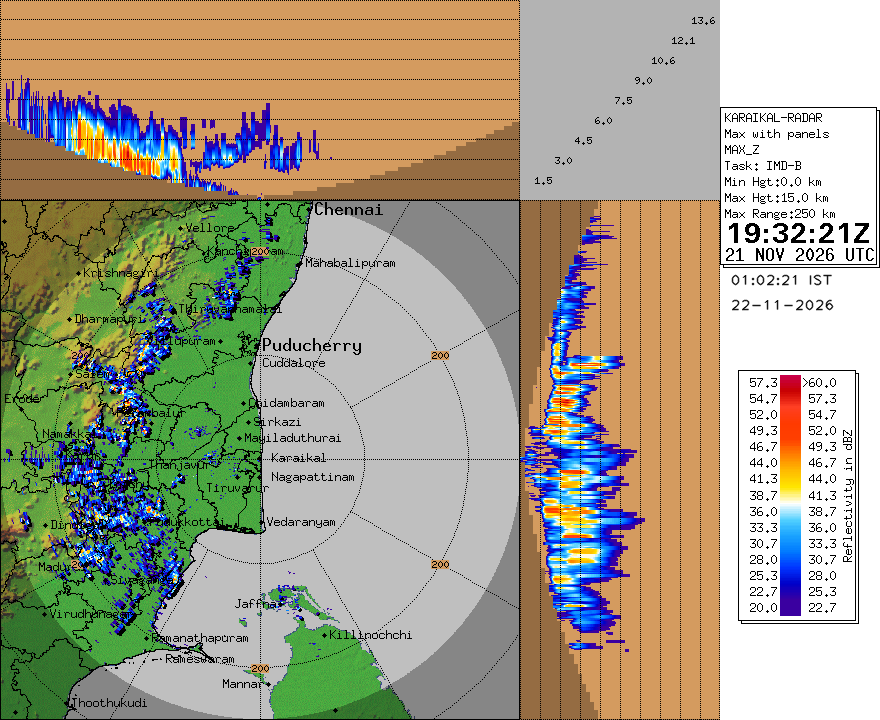 13.6
12.1
10.6
9.0
7.5
6.0
4.5
3.0
1.5
KARAIKAL-RADAR
Max with panels
MAX_Z
Task: IMD-B
Min Hgt:0.0 km
Max Hgt:15.0 km
Max Range:250 km
19:32:21Z
21 NOV 2026 UTC
01:02:21 IST
22-11-2026
Chennai
Vellore
200
Mahabalipuram
Krishnagiri
Dharmapuri
Puducherry
200
Cuddalore
Erode
Chidambaram
Sirkazi
Mayiladuthurai
Namakkal
Karaikal
Thanjavur
Nagapattinam
Tiruvarur
Vedaranyam
Pudukkottai
200
Jaffna
Virudhunagar
Killinochchi
Ramanathapuram
Rameswaram
200
Mannar
Thoothukudi
57.3 >60.0
54.7 57.3
52.0 54.7
49.3 52.0
46.7 49.3
44.0 46.7
41.3 44.0
38.7 41.3
36.0 38.7
33.3 36.0
30.7 33.3
28.0 30.7
25.3 28.0
22.7 25.3
20.0 22.7
Reflectivity in dBZ